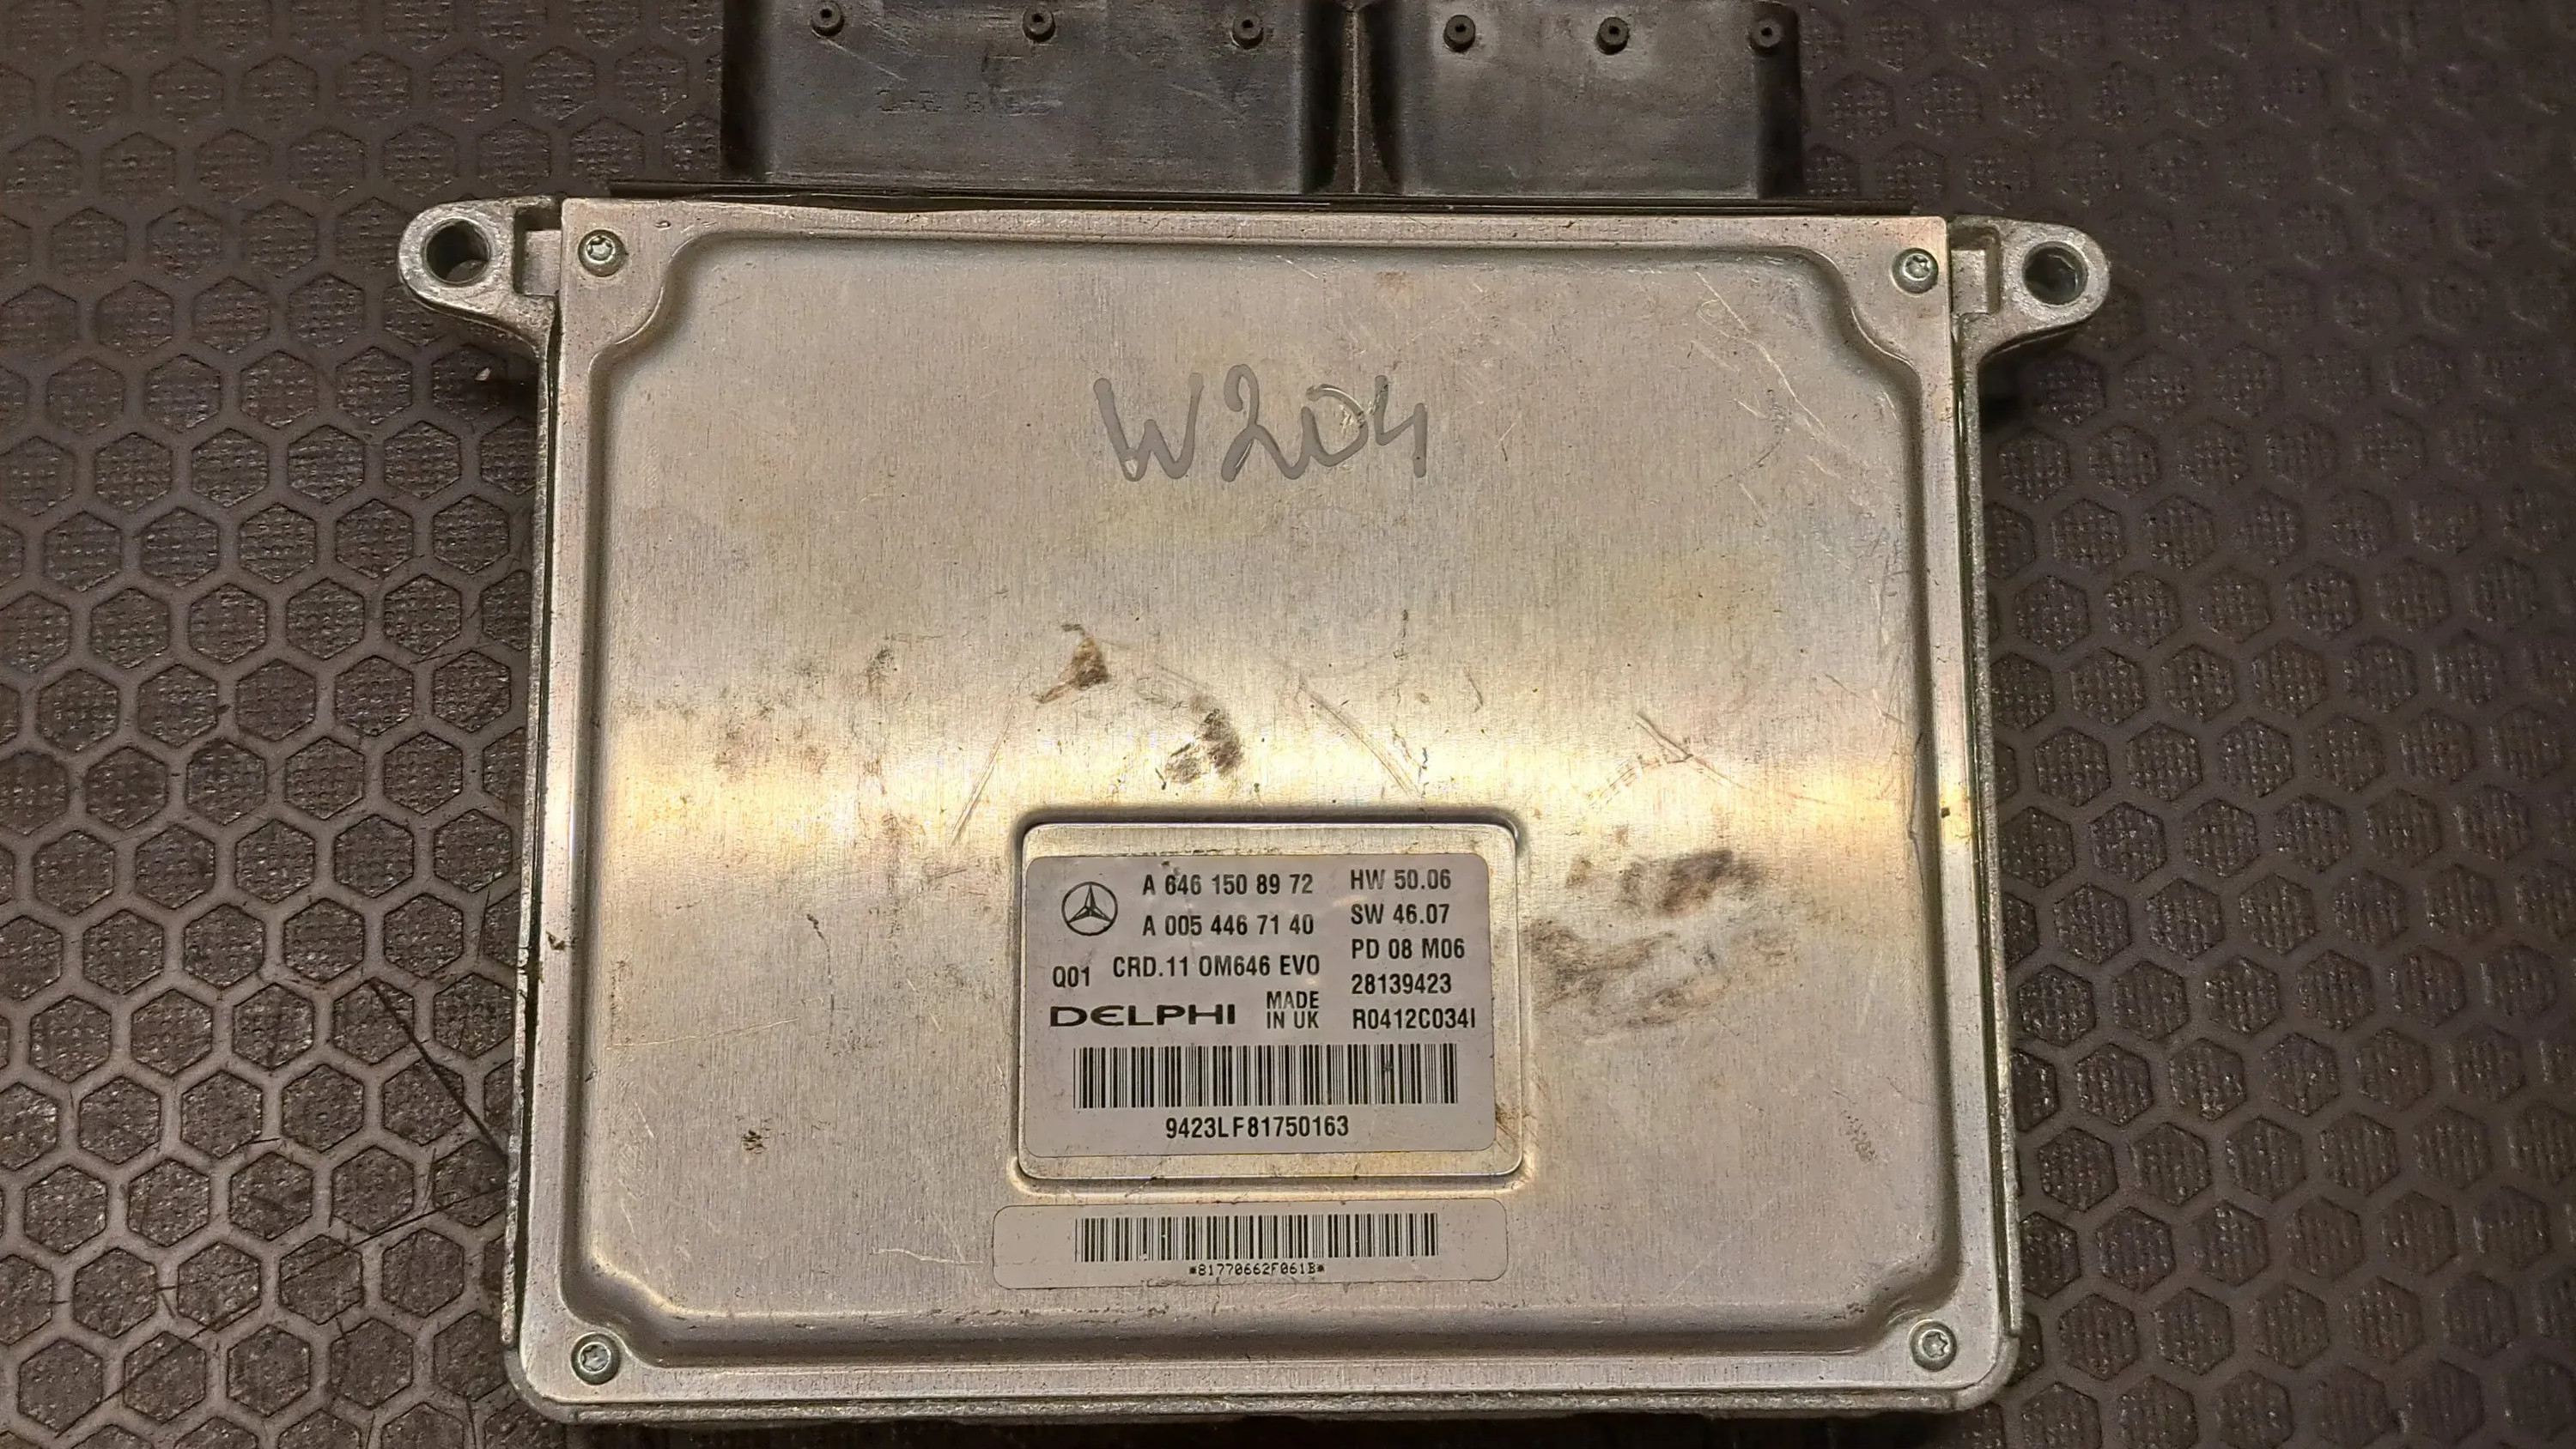 W204
A 646 150 89 72 HW 50.06
A 005 446 71 40 SW 46.07
PD 08 M06
Q01 CRD.11 OM646 EVO
28139423
DELPHI MADE IN UK R0412C034I
9423LF81750163
*81770662F061B*